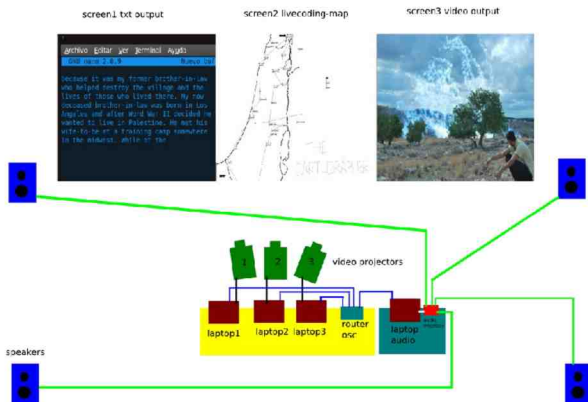 screen1 txt output
screen2 livecoding-map
screen3 video output
Archivo Editar Ver Terminal Ayuda
GNU nano 2.0.9
because it was my former brother-in-law
who helped destroy the village and the
lives of those who lived there. My now
deceased brother-in-law was born in Los
Angeles and after Word War II decided he
wanted to live in Palestine. He met his
wife-to-be at a training camp somewhere
in the midwest, while at the
THE
CARTOGRAPHER
1
2
3
video projectors
laptop1
laptop2
laptop3
router
osc
laptop
audio
speakers